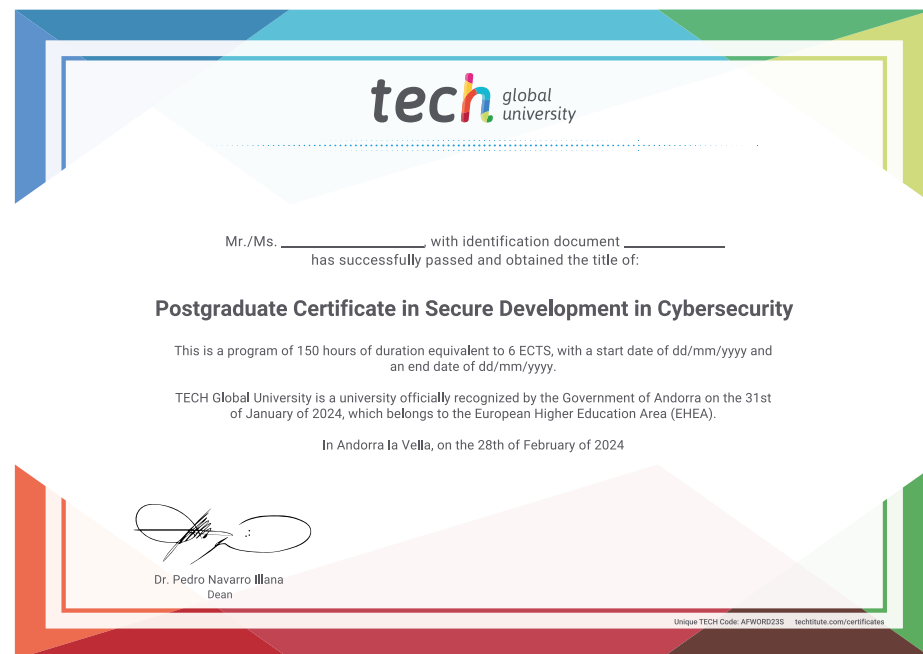 tech global university
Mr./Ms. ____________, with identification document ____________
has successfully passed and obtained the title of:
Postgraduate Certificate in Secure Development in Cybersecurity
This is a program of 150 hours of duration equivalent to 6 ECTS, with a start date of dd/mm/yyyy and
an end date of dd/mm/yyyy.
TECH Global University is a university officially recognized by the Government of Andorra on the 31st
of January of 2024, which belongs to the European Higher Education Area (EHEA).
In Andorra la Vella, on the 28th of February of 2024
Dr. Pedro Navarro Illana
Dean
Unique TECH Code: AFWORD23S techtitute.com/certificates